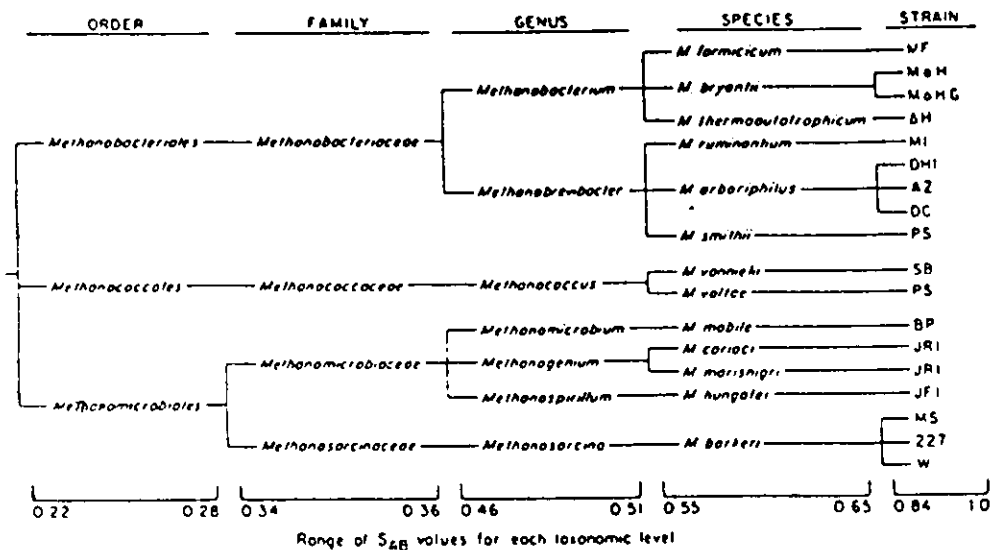 ORDER FAMILY GENUS SPECIES STRAIN
M. formicicum MF
M. bryantii MoH
Methanobacterium
MoHG
M. thermoautotrophicum ΔH
Methanobacteriales Methanobacteriaceae
M. ruminantium M1
DH1
Methanobrevibacter M. arboriphilus AZ
DC
M. smithii PS
M. vannielii SB
Methanococcales Methanococcaceae Methanococcus
M. voltae PS
Methanomicrobium M. mobile BP
M. cariaci JR1
Methanomicrobiaceae Methanogenium
M. marisnigri JR1
Methanomicrobiales
Methanospirillum M. hungatei JF1
MS
Methanosarcinaceae Methanosarcina M. barkeri 227
W
0.22 0.28 0.34 0.36 0.46 0.51 0.55 0.65 0.84 1.0
Range of SAB values for each taxonomic level